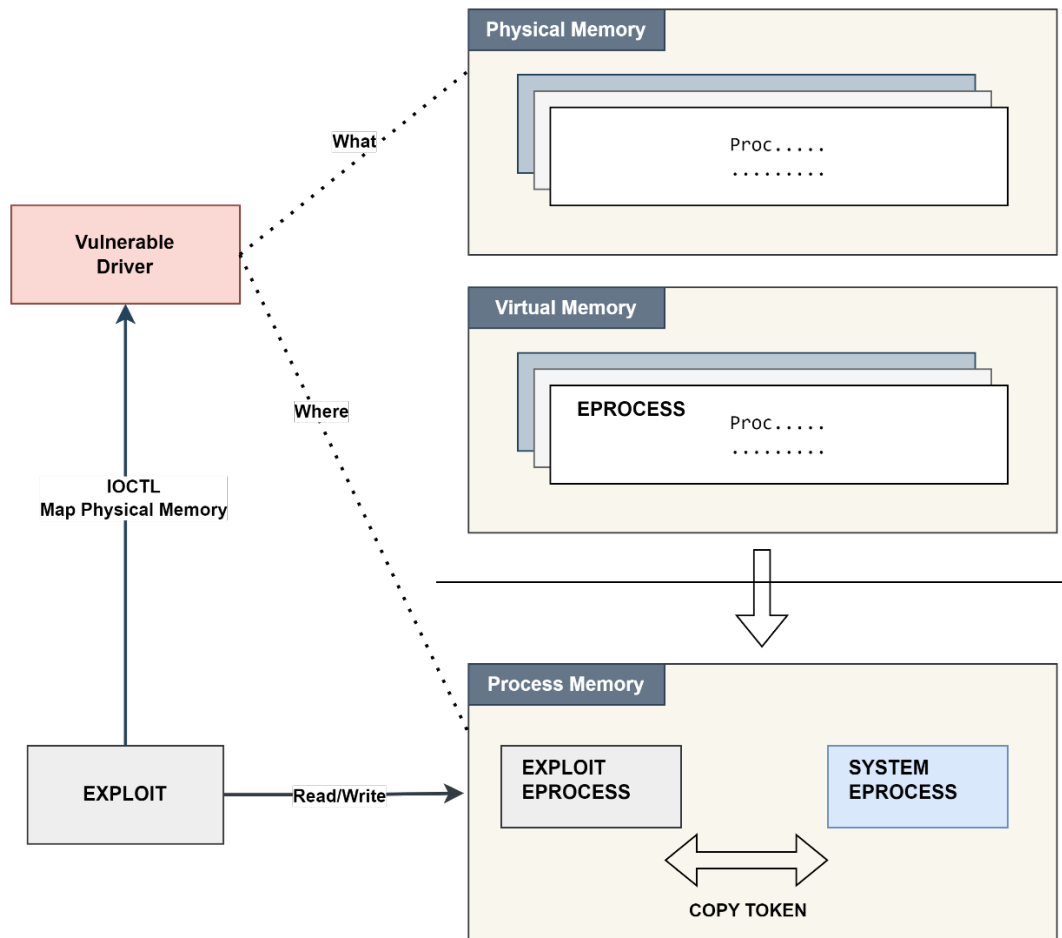 Physical Memory
Proc.....
.........
What
Vulnerable
Driver
Virtual Memory
EPROCESS
Proc.....
.........
Where
IOCTL
Map Physical Memory
Process Memory
EXPLOIT
EPROCESS
SYSTEM
EPROCESS
EXPLOIT
Read/Write
COPY TOKEN